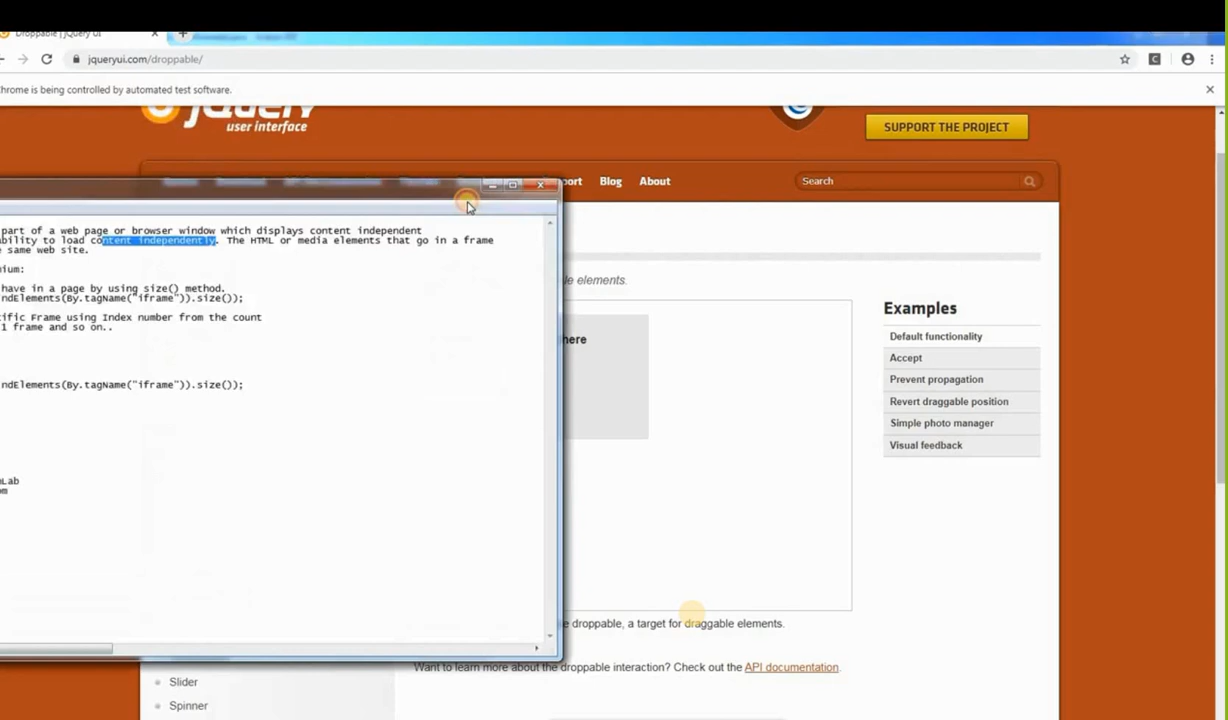 Droppable | jQuery UI
jqueryui.com/droppable/
hrome is being controlled by automated test software.
jQuery
user interface
SUPPORT THE PROJECT
port
Blog
About
Search
part of a web page or browser window which displays content independent
bility to load content independently. The HTML or media elements that go in a frame
same web site.
ium:
have in a page by using size() method.
ndElements(By.tagName("iframe")).size());
ific Frame using Index number from the count
1 frame and so on..
ndElements(By.tagName("iframe")).size());
Lab
om
le elements.
here
Examples
Default functionality
Accept
Prevent propagation
Revert draggable position
Simple photo manager
Visual feedback
e droppable, a target for draggable elements.
Want to learn more about the droppable interaction? Check out the API documentation.
Slider
Spinner